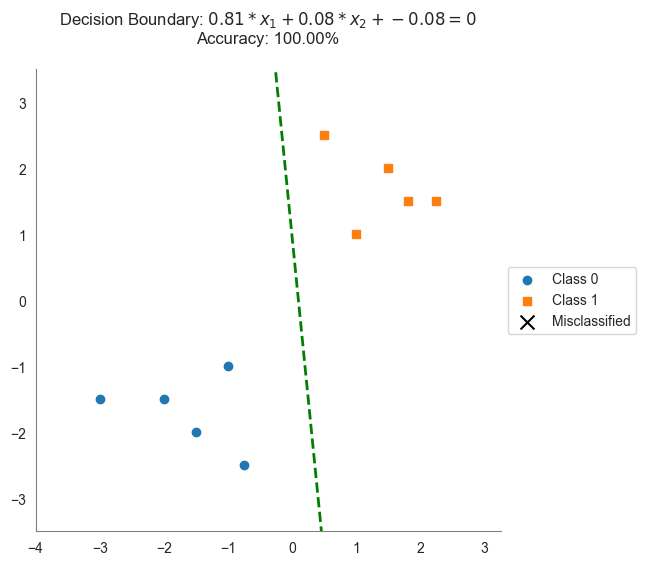 Decision Boundary: 0.81 * x₁ + 0.08 * x₂ + −0.08 = 0
Accuracy: 100.00%
3
2
1
0
−1
−2
−3
−4 −3 −2 −1 0 1 2 3
Class 0
Class 1
Misclassified